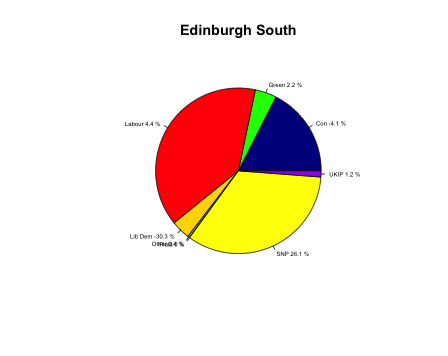 Edinburgh South
Green 2.2 %
Con -4.1 %
Labour 4.4 %
UKIP 1.2 %
Lib Dem -30.3 %
SNP 26.1 %